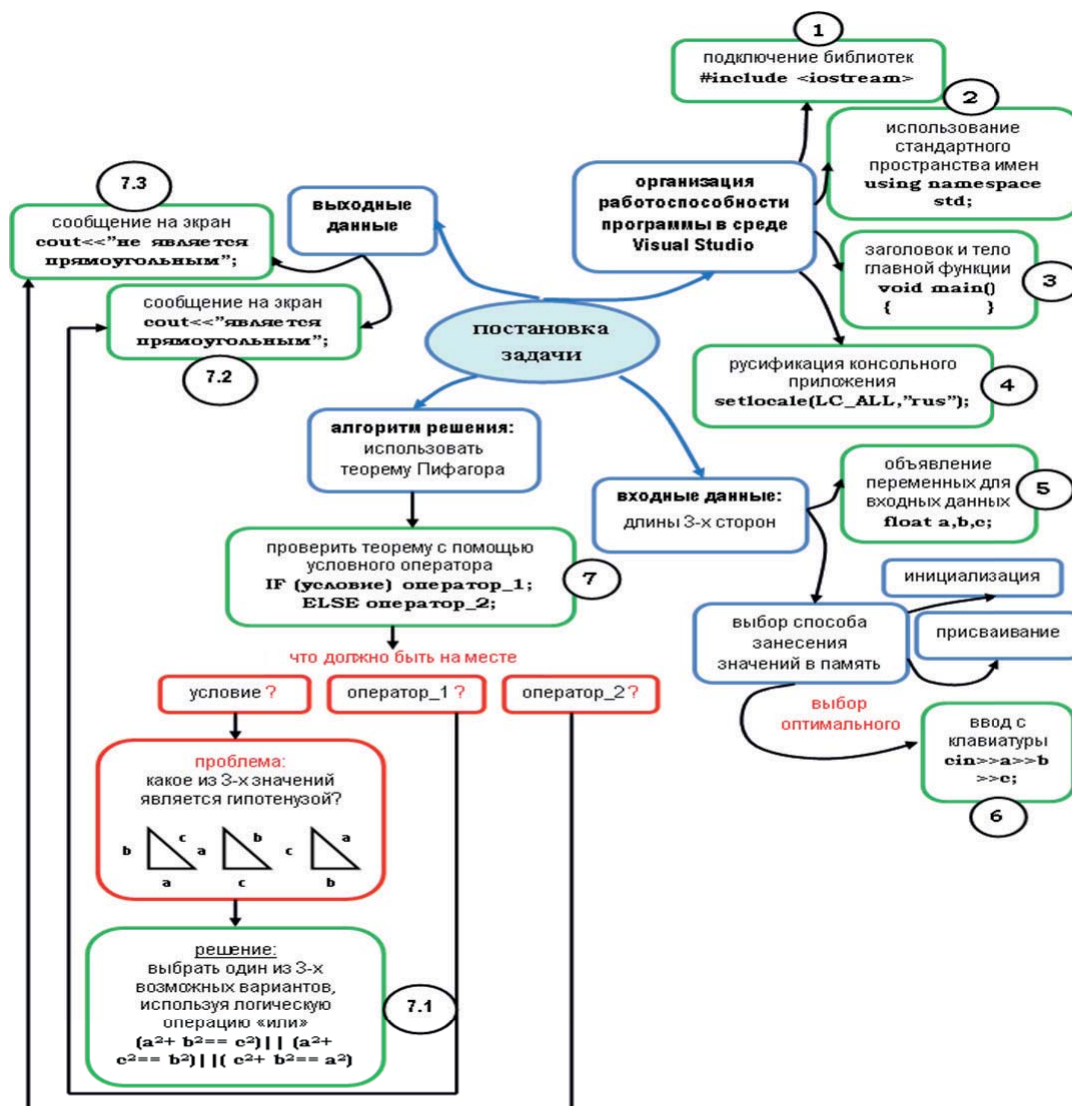 1
подключение библиотек
#include <iostream>
2
использование
стандартного
пространства имен
using namespace
std;
организация
работоспособности
программы в среде
Visual Studio
3
заголовок и тело
главной функции
void main()
{ }
4
русификация консольного
приложения
setlocale(LC_ALL,"rus");
7.3
сообщение на экран
cout<<"не является
прямоугольным";
выходные
данные
сообщение на экран
cout<<"является
прямоугольным";
7.2
постановка
задачи
алгоритм решения:
использовать
теорему Пифагора
входные данные:
длины 3-х сторон
объявление
переменных для
входных данных
float a,b,c;
5
проверить теорему с помощью
условного оператора
IF (условие) оператор_1;
ELSE оператор_2;
7
инициализация
выбор способа
занесения
значений в память
присваивание
выбор
оптимального
ввод с
клавиатуры
cin>>a>>b
>>c;
6
что должно быть на месте
условие ?
оператор_1 ?
оператор_2 ?
проблема:
какое из 3-х значений
является гипотенузой?
b c a
a b c
c a b
решение:
выбрать один из 3-х
возможных вариантов,
используя логическую
операцию «или»
(a²+ b²== c²)|| (a²+
c²== b²)||( c²+ b²== a²)
7.1